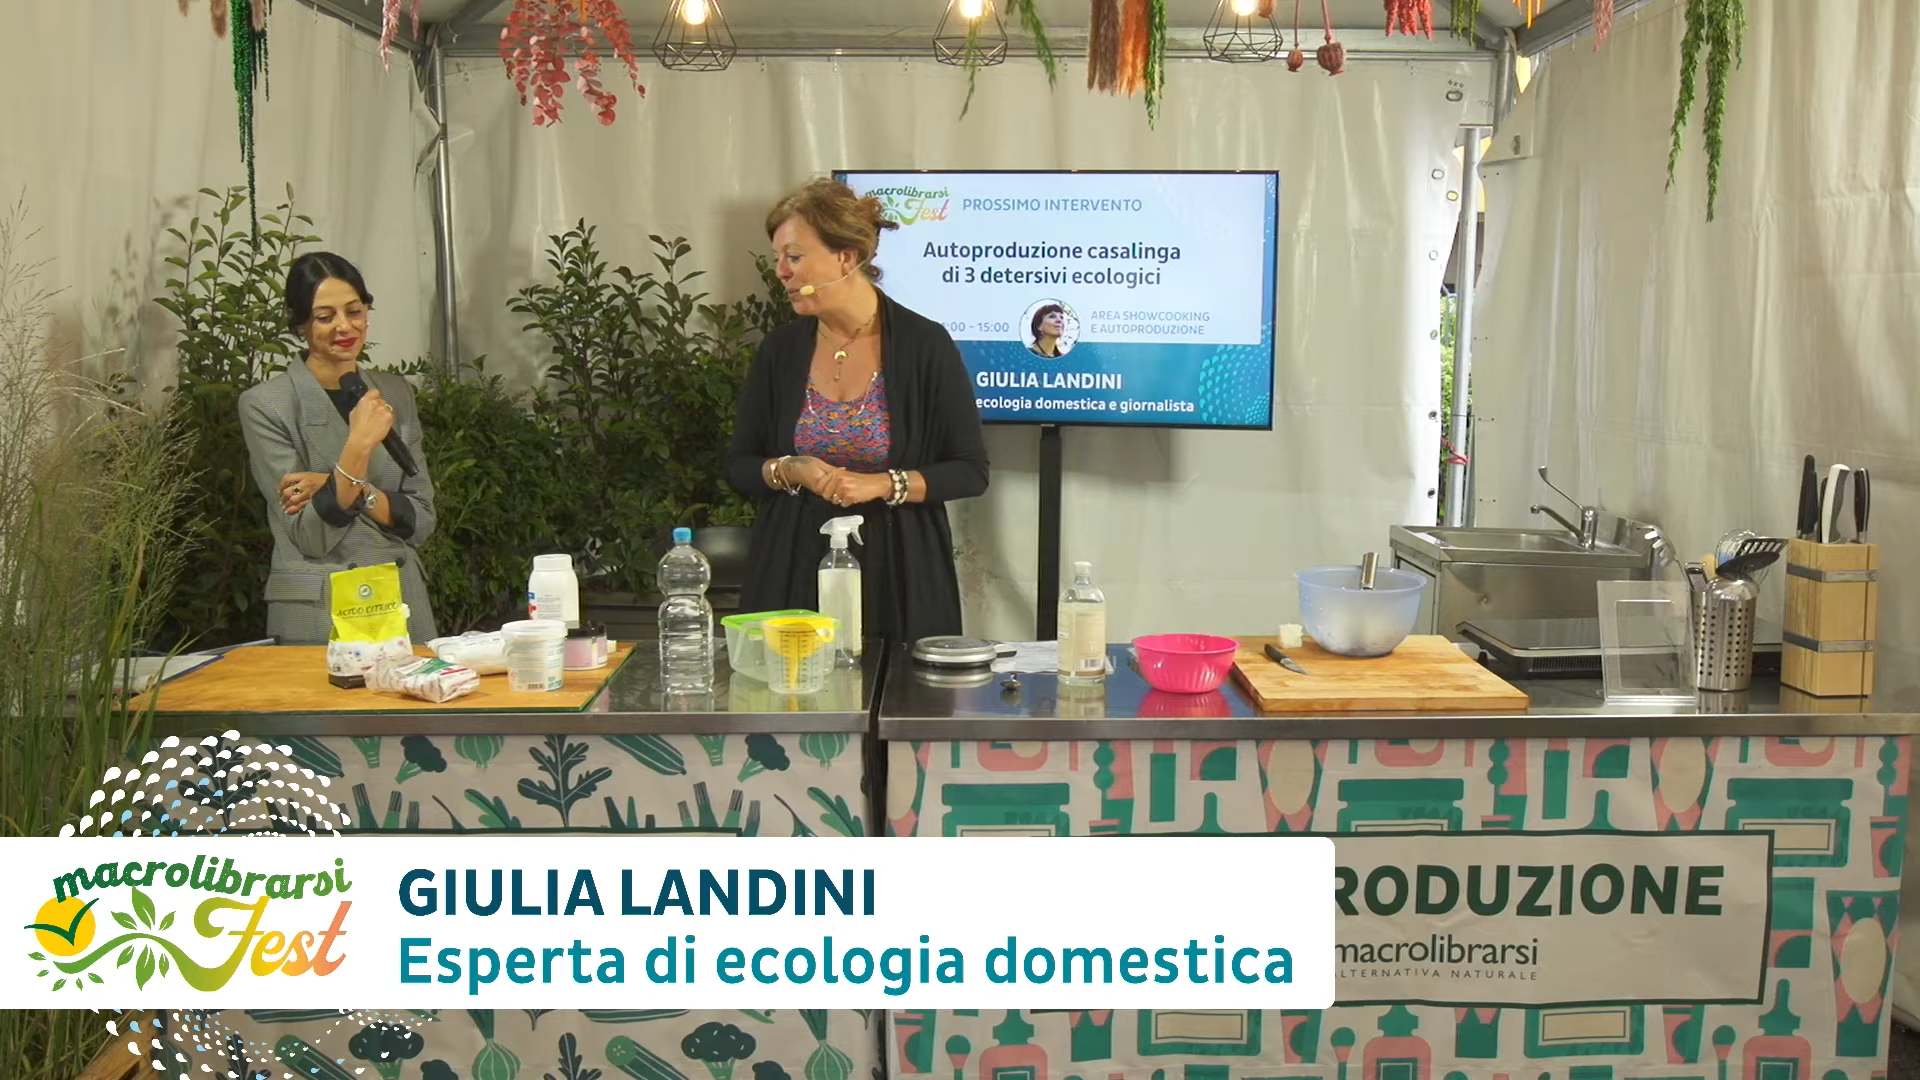 macrolibrarsi
Fest
PROSSIMO INTERVENTO
Autoproduzione casalinga
di 3 detersivi ecologici
:00 - 15:00
AREA SHOWCOOKING
E AUTOPRODUZIONE
GIULIA LANDINI
ecologia domestica e giornalista
ACIDO CITRICO
macrolibrarsi
Fest
GIULIA LANDINI
Esperta di ecologia domestica
RODUZIONE
macrolibrarsi
ALTERNATIVA NATURALE